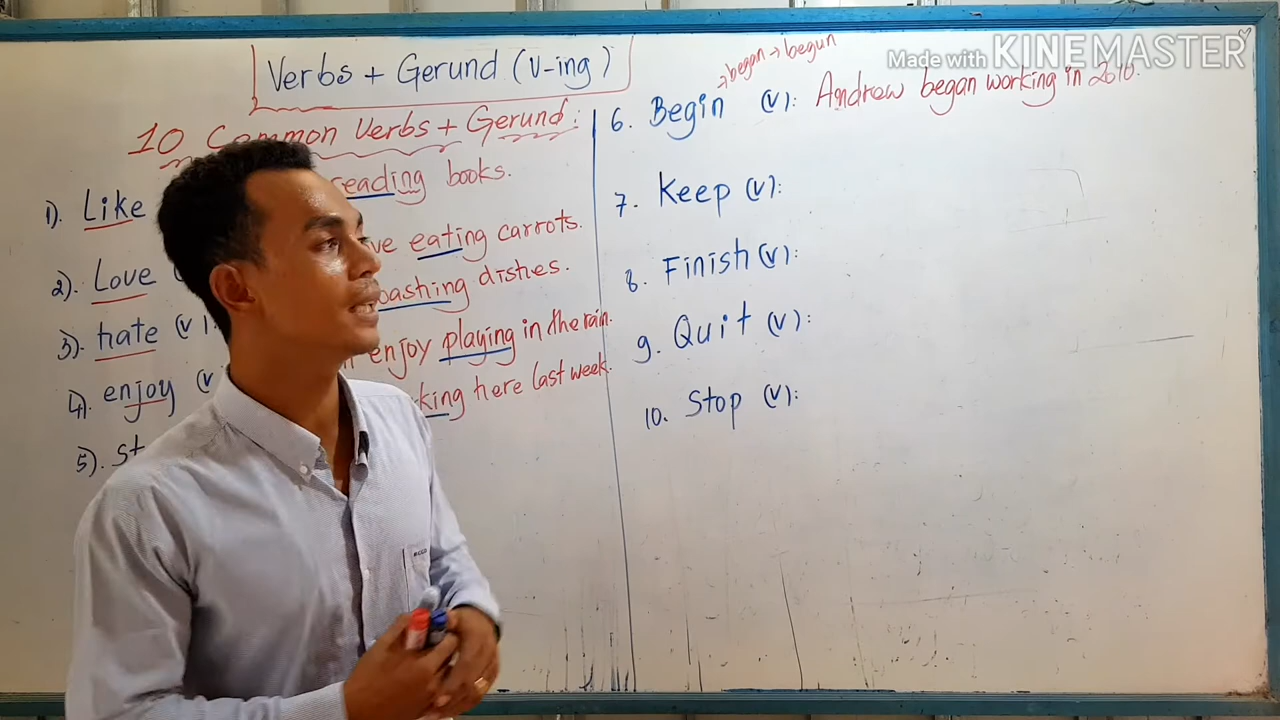 Verbs + Gerund (V-ing)
10 Common Verbs + Gerund:
1). Like reading books.
2). Love eating carrots.
3). hate (v). washing dishes.
4). enjoy (v enjoy playing in the rain.
5). st king here last week.
→ began → begun
6. Begin (v): Andrew began working in 2010.
7. Keep (v):
8. Finish (v):
9. Quit (v):
10. Stop (v):
Made with KINEMASTER